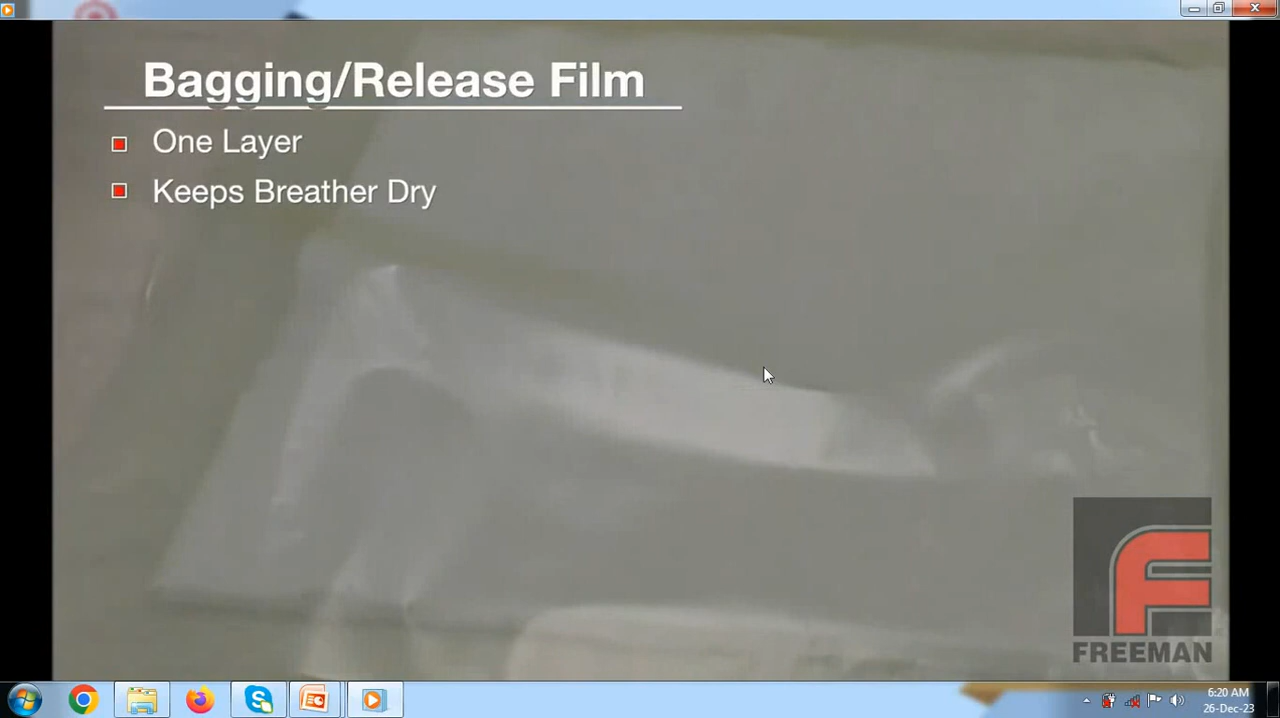 Bagging/Release Film
One Layer
Keeps Breather Dry
F
FREEMAN
6:20 AM
26-Dec-23